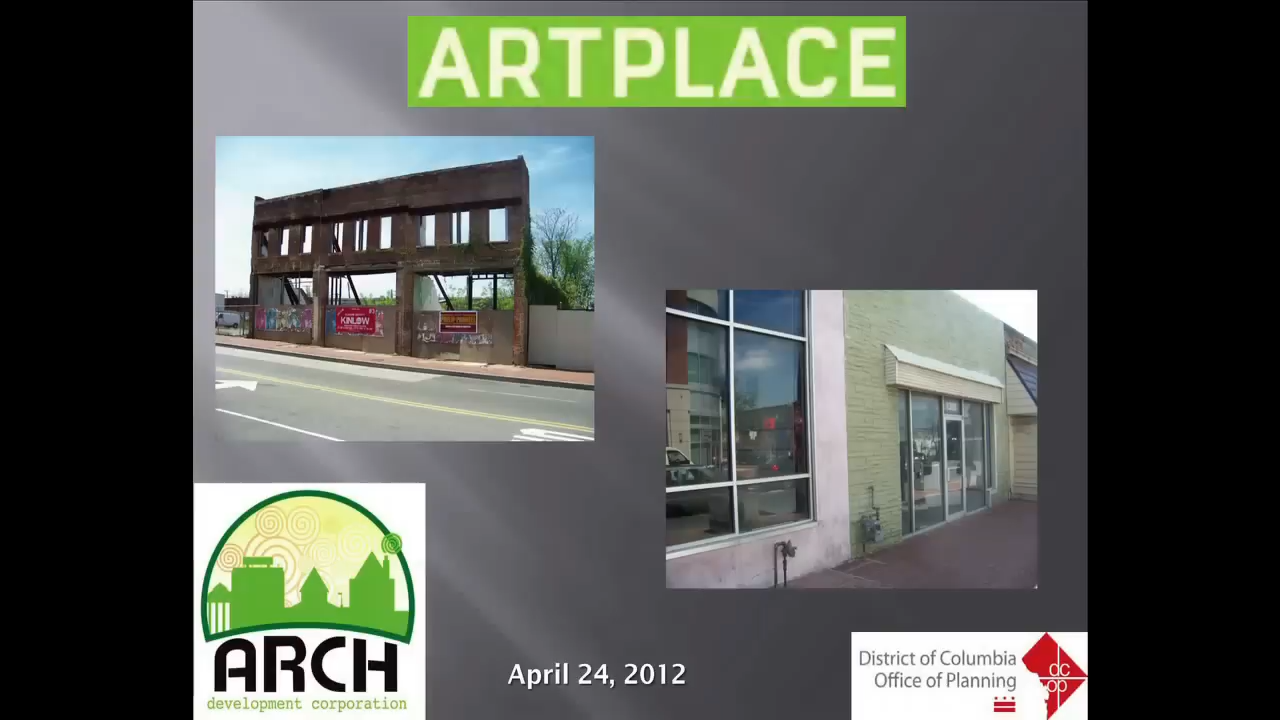 ARTPLACE
KINLOW
ARCH
development corporation
April 24, 2012
District of Columbia
Office of Planning
dc
op